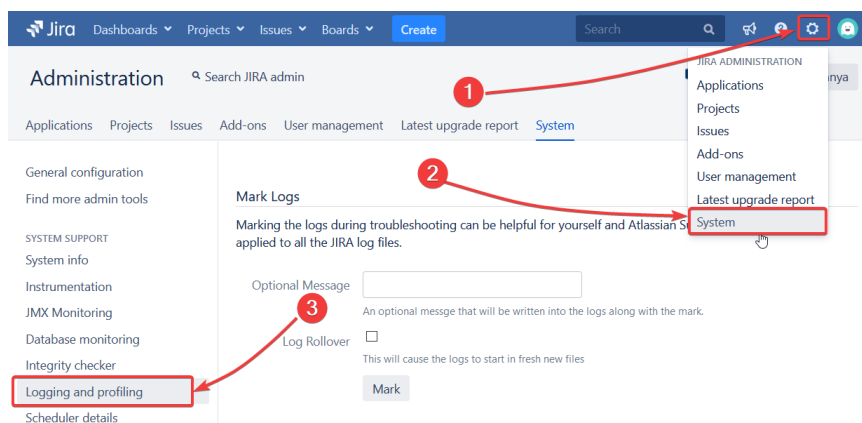 Jira Dashboards Projects Issues Boards Create Search
Administration Search JIRA admin nya
Applications Projects Issues Add-ons User management Latest upgrade report System
JIRA ADMINISTRATION
Applications
Projects
Issues
Add-ons
User management
Latest upgrade report
System
1
2
3
General configuration
Find more admin tools
SYSTEM SUPPORT
System info
Instrumentation
JMX Monitoring
Database monitoring
Integrity checker
Logging and profiling
Scheduler details
Mark Logs
Marking the logs during troubleshooting can be helpful for yourself and Atlassian S
applied to all the JIRA log files.
Optional Message
An optional messge that will be written into the logs along with the mark.
Log Rollover
This will cause the logs to start in fresh new files
Mark